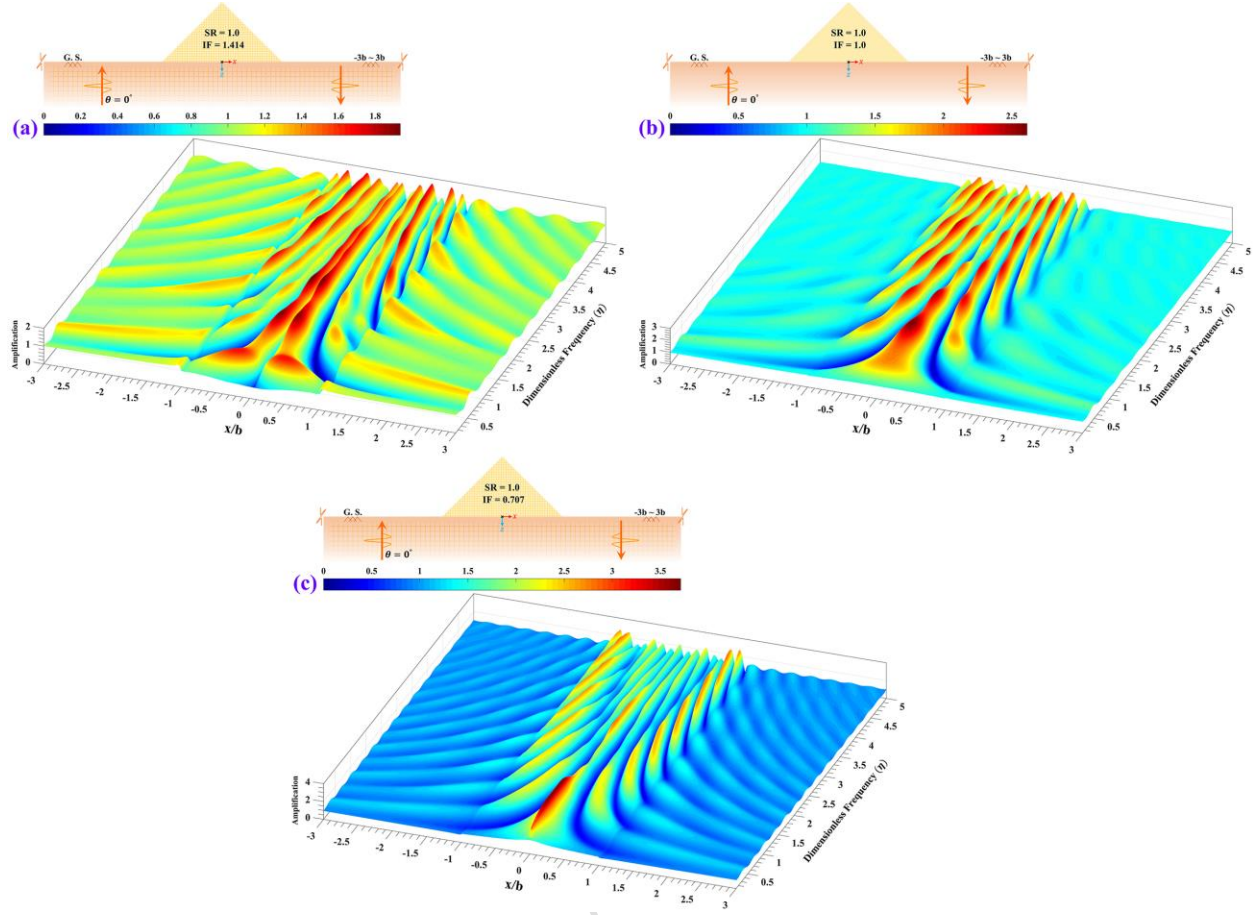 SR = 1.0
IF = 1.414
G. S.
-3b ~ 3b
x
z
θ = 0°
0 0.2 0.4 0.6 0.8 1 1.2 1.4 1.6 1.8
(a)
Amplification
2
1
0
-3 -2.5 -2 -1.5 -1 -0.5 0 0.5 1 1.5 2 2.5 3
x/b
0.5 1 1.5 2 2.5 3 3.5 4 4.5 5
Dimensionless Frequency (η)
SR = 1.0
IF = 1.0
G. S.
-3b ~ 3b
x
z
θ = 0°
0 0.5 1 1.5 2 2.5
(b)
Amplification
3
2
1
0
-3 -2.5 -2 -1.5 -1 -0.5 0 0.5 1 1.5 2 2.5 3
x/b
0.5 1 1.5 2 2.5 3 3.5 4 4.5 5
Dimensionless Frequency (η)
SR = 1.0
IF = 0.707
G. S.
-3b ~ 3b
x
z
θ = 0°
0 0.5 1 1.5 2 2.5 3 3.5
(c)
Amplification
4
2
0
-3 -2.5 -2 -1.5 -1 -0.5 0 0.5 1 1.5 2 2.5 3
x/b
0.5 1 1.5 2 2.5 3 3.5 4 4.5 5
Dimensionless Frequency (η)